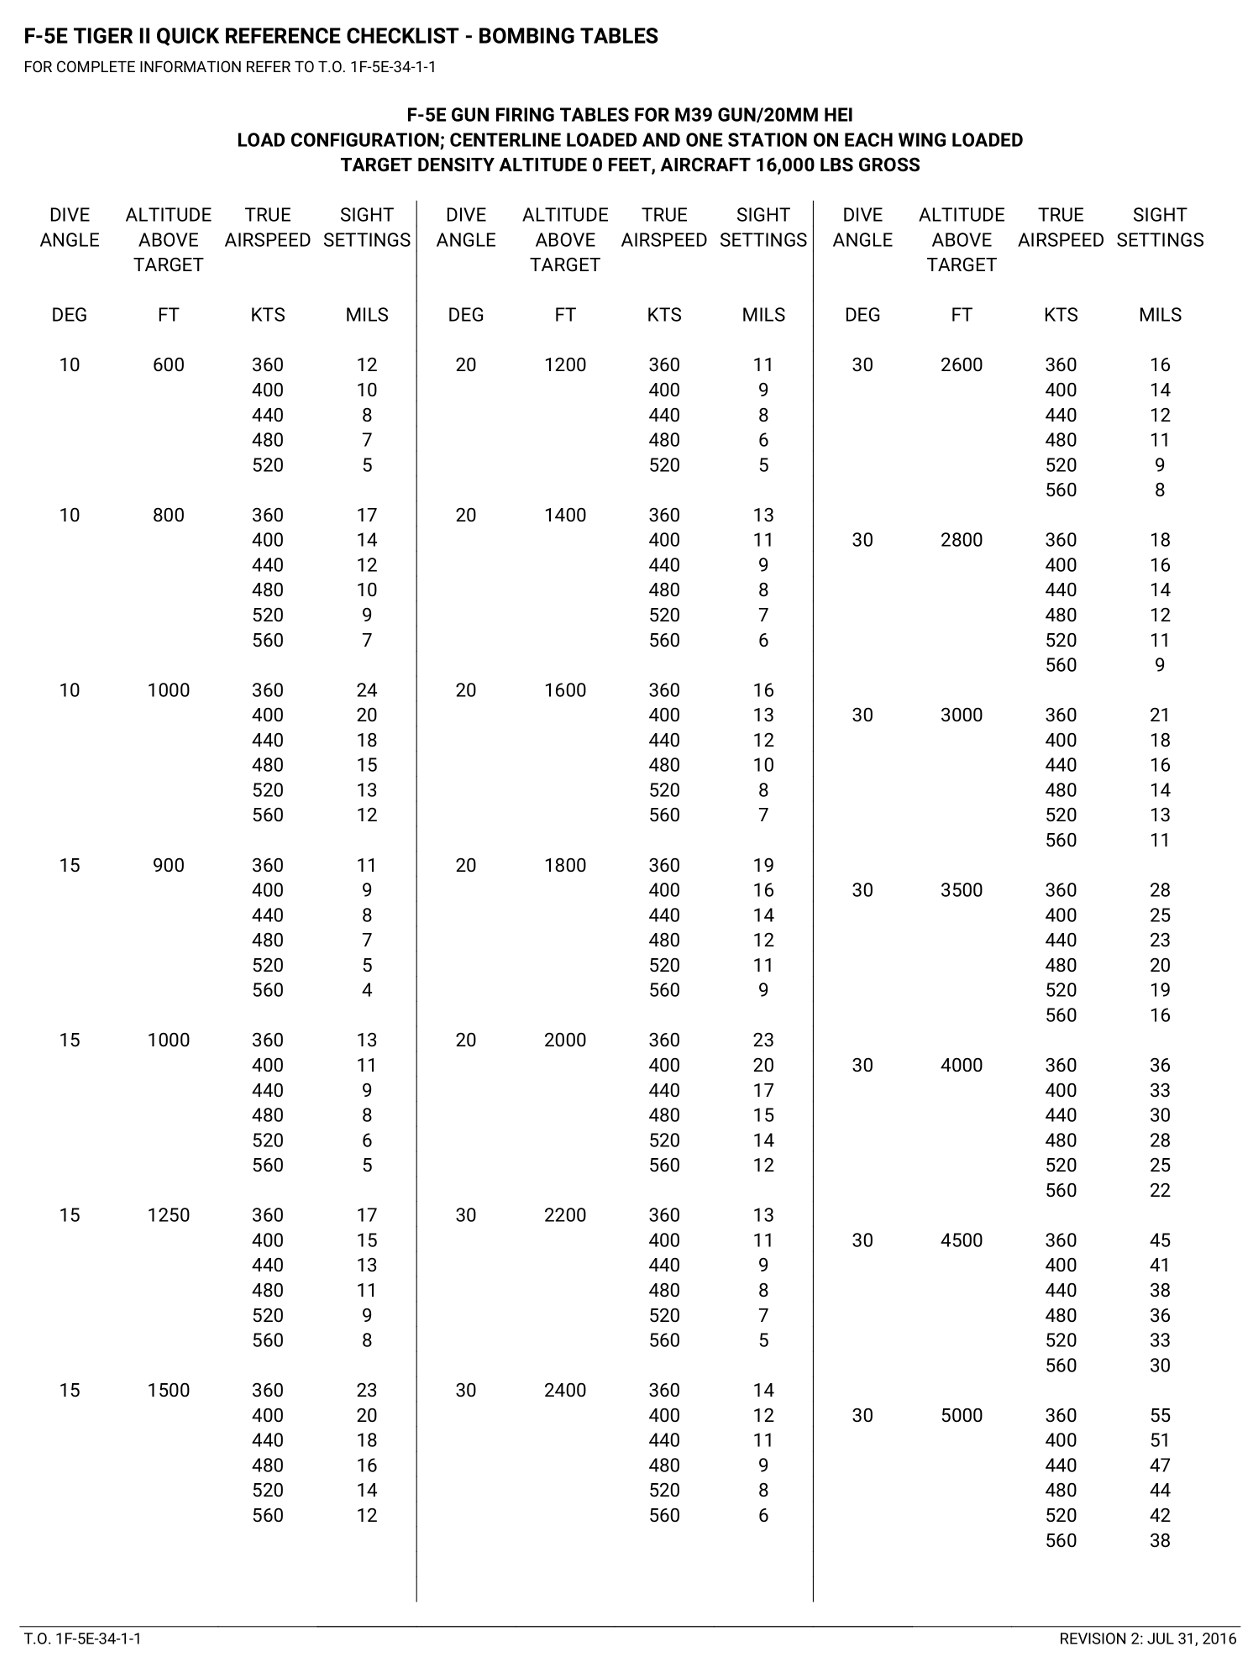 F-5E TIGER II QUICK REFERENCE CHECKLIST - BOMBING TABLES
FOR COMPLETE INFORMATION REFER TO T.O. 1F-5E-34-1-1
F-5E GUN FIRING TABLES FOR M39 GUN/20MM HEI
LOAD CONFIGURATION; CENTERLINE LOADED AND ONE STATION ON EACH WING LOADED
TARGET DENSITY ALTITUDE 0 FEET, AIRCRAFT 16,000 LBS GROSS
DIVE ALTITUDE TRUE SIGHT
ANGLE ABOVE AIRSPEED SETTINGS
TARGET
DEG FT KTS MILS
10 600 360 12
400 10
440 8
480 7
520 5
10 800 360 17
400 14
440 12
480 10
520 9
560 7
10 1000 360 24
400 20
440 18
480 15
520 13
560 12
15 900 360 11
400 9
440 8
480 7
520 5
560 4
15 1000 360 13
400 11
440 9
480 8
520 6
560 5
15 1250 360 17
400 15
440 13
480 11
520 9
560 8
15 1500 360 23
400 20
440 18
480 16
520 14
560 12
DIVE ALTITUDE TRUE SIGHT
ANGLE ABOVE AIRSPEED SETTINGS
TARGET
DEG FT KTS MILS
20 1200 360 11
400 9
440 8
480 6
520 5
20 1400 360 13
400 11
440 9
480 8
520 7
560 6
20 1600 360 16
400 13
440 12
480 10
520 8
560 7
20 1800 360 19
400 16
440 14
480 12
520 11
560 9
20 2000 360 23
400 20
440 17
480 15
520 14
560 12
30 2200 360 13
400 11
440 9
480 8
520 7
560 5
30 2400 360 14
400 12
440 11
480 9
520 8
560 6
DIVE ALTITUDE TRUE SIGHT
ANGLE ABOVE AIRSPEED SETTINGS
TARGET
DEG FT KTS MILS
30 2600 360 16
400 14
440 12
480 11
520 9
560 8
30 2800 360 18
400 16
440 14
480 12
520 11
560 9
30 3000 360 21
400 18
440 16
480 14
520 13
560 11
30 3500 360 28
400 25
440 23
480 20
520 19
560 16
30 4000 360 36
400 33
440 30
480 28
520 25
560 22
30 4500 360 45
400 41
440 38
480 36
520 33
560 30
30 5000 360 55
400 51
440 47
480 44
520 42
560 38
T.O. 1F-5E-34-1-1
REVISION 2: JUL 31, 2016